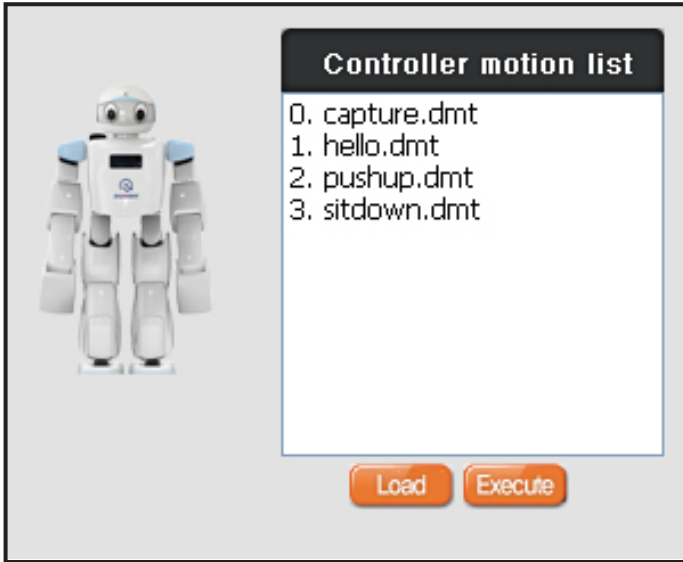 Controller motion list
0. capture.dmt
1. hello.dmt
2. pushup.dmt
3. sitdown.dmt
Load Execute